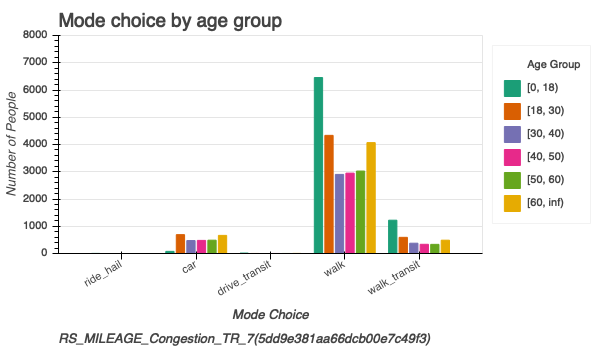 Mode choice by age group
Number of People
8000
7000
6000
5000
4000
3000
2000
1000
0
ride_hail
car
drive_transit
walk
walk_transit
Mode Choice
Age Group
[0, 18)
[18, 30)
[30, 40)
[40, 50)
[50, 60)
[60, inf)
RS_MILEAGE_Congestion_TR_7(5dd9e381aa66dcb00e7c49f3)